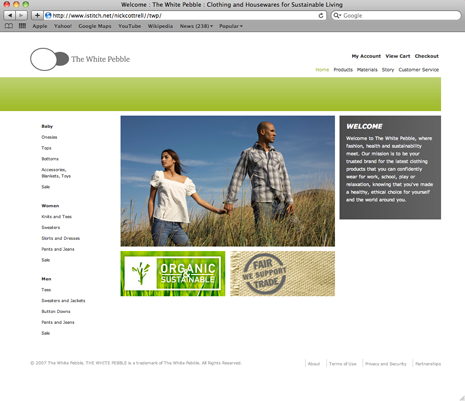 Welcome : The White Pebble : Clothing and Housewares for Sustainable Living
http://www.istitch.net/nickcottrell/twp/
Google
Apple Yahoo! Google Maps YouTube Wikipedia News (238) Popular
The White Pebble
My Account View Cart Checkout
Home Products Materials Story Customer Service
Baby
Onesies
Tops
Bottoms
Accessories,
Blankets, Toys
Sale
Women
Knits and Tees
Sweaters
Skirts and Dresses
Pants and Jeans
Sale
Men
Tees
Sweaters and Jackets
Button Downs
Pants and Jeans
Sale
WELCOME
Welcome to The White Pebble, where
fashion, health and sustainability
meet. Our mission is to be your
trusted brand for the latest clothing
products that you can confidently
wear for work, school, play or
relaxation, knowing that you've made
a healthy, ethical choice for yourself
and the world around you.
ORGANIC
&
SUSTAINABLE
FAIR
WE SUPPORT
TRADE
© 2007 The White Pebble. THE WHITE PEBBLE is a trademark of The White Pebble. All Rights Reserved.
About Terms of Use Privacy and Security Partnerships